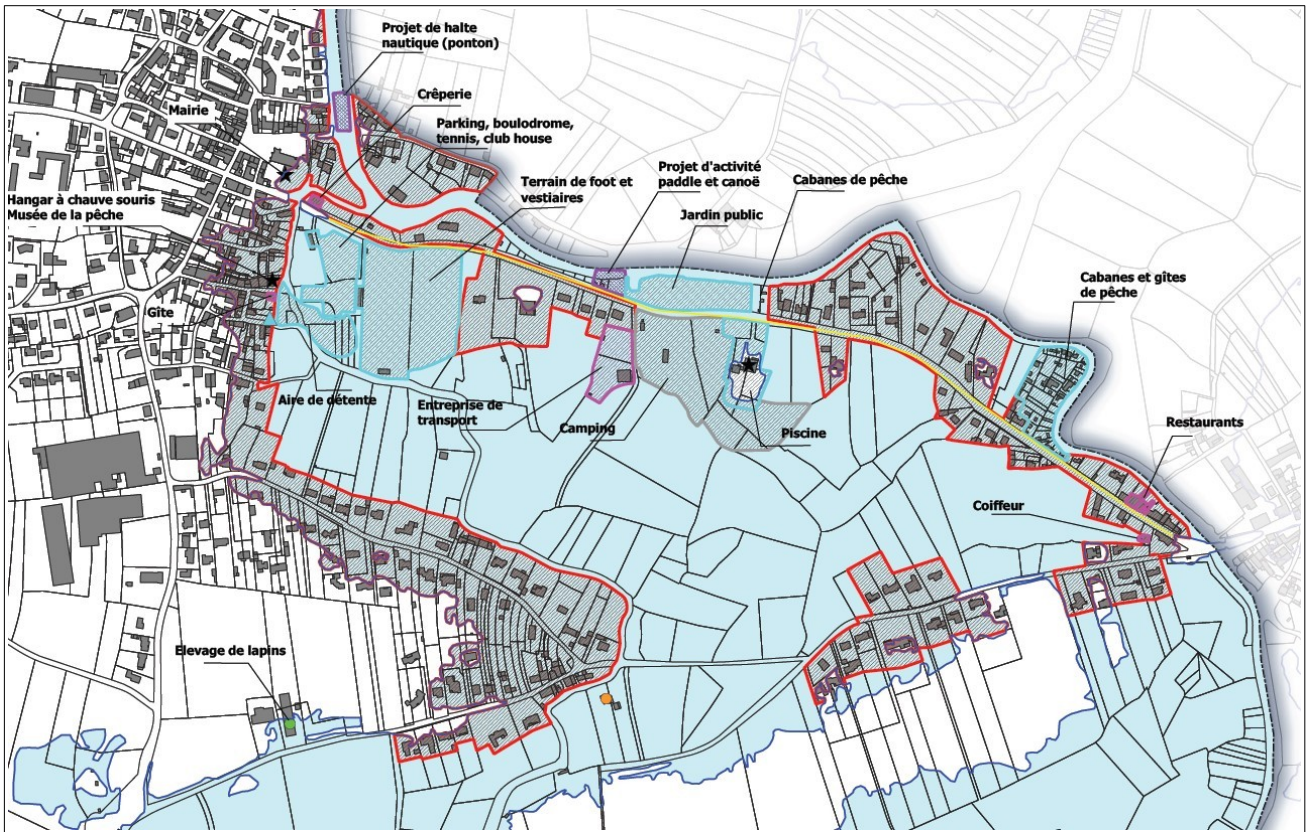 Projet de halte
nautique (ponton)
Crêperie
Mairie
Parking, boulodrome,
tennis, club house
Terrain de foot et
vestiaires
Projet d'activité
paddle et canoë
Cabanes de pêche
Jardin public
Hangar à chauve souris
Musée de la pêche
Cabanes et gîtes
de pêche
Gîte
Aire de détente
Entreprise de
transport
Camping
Piscine
Restaurants
Coiffeur
Elevage de lapins